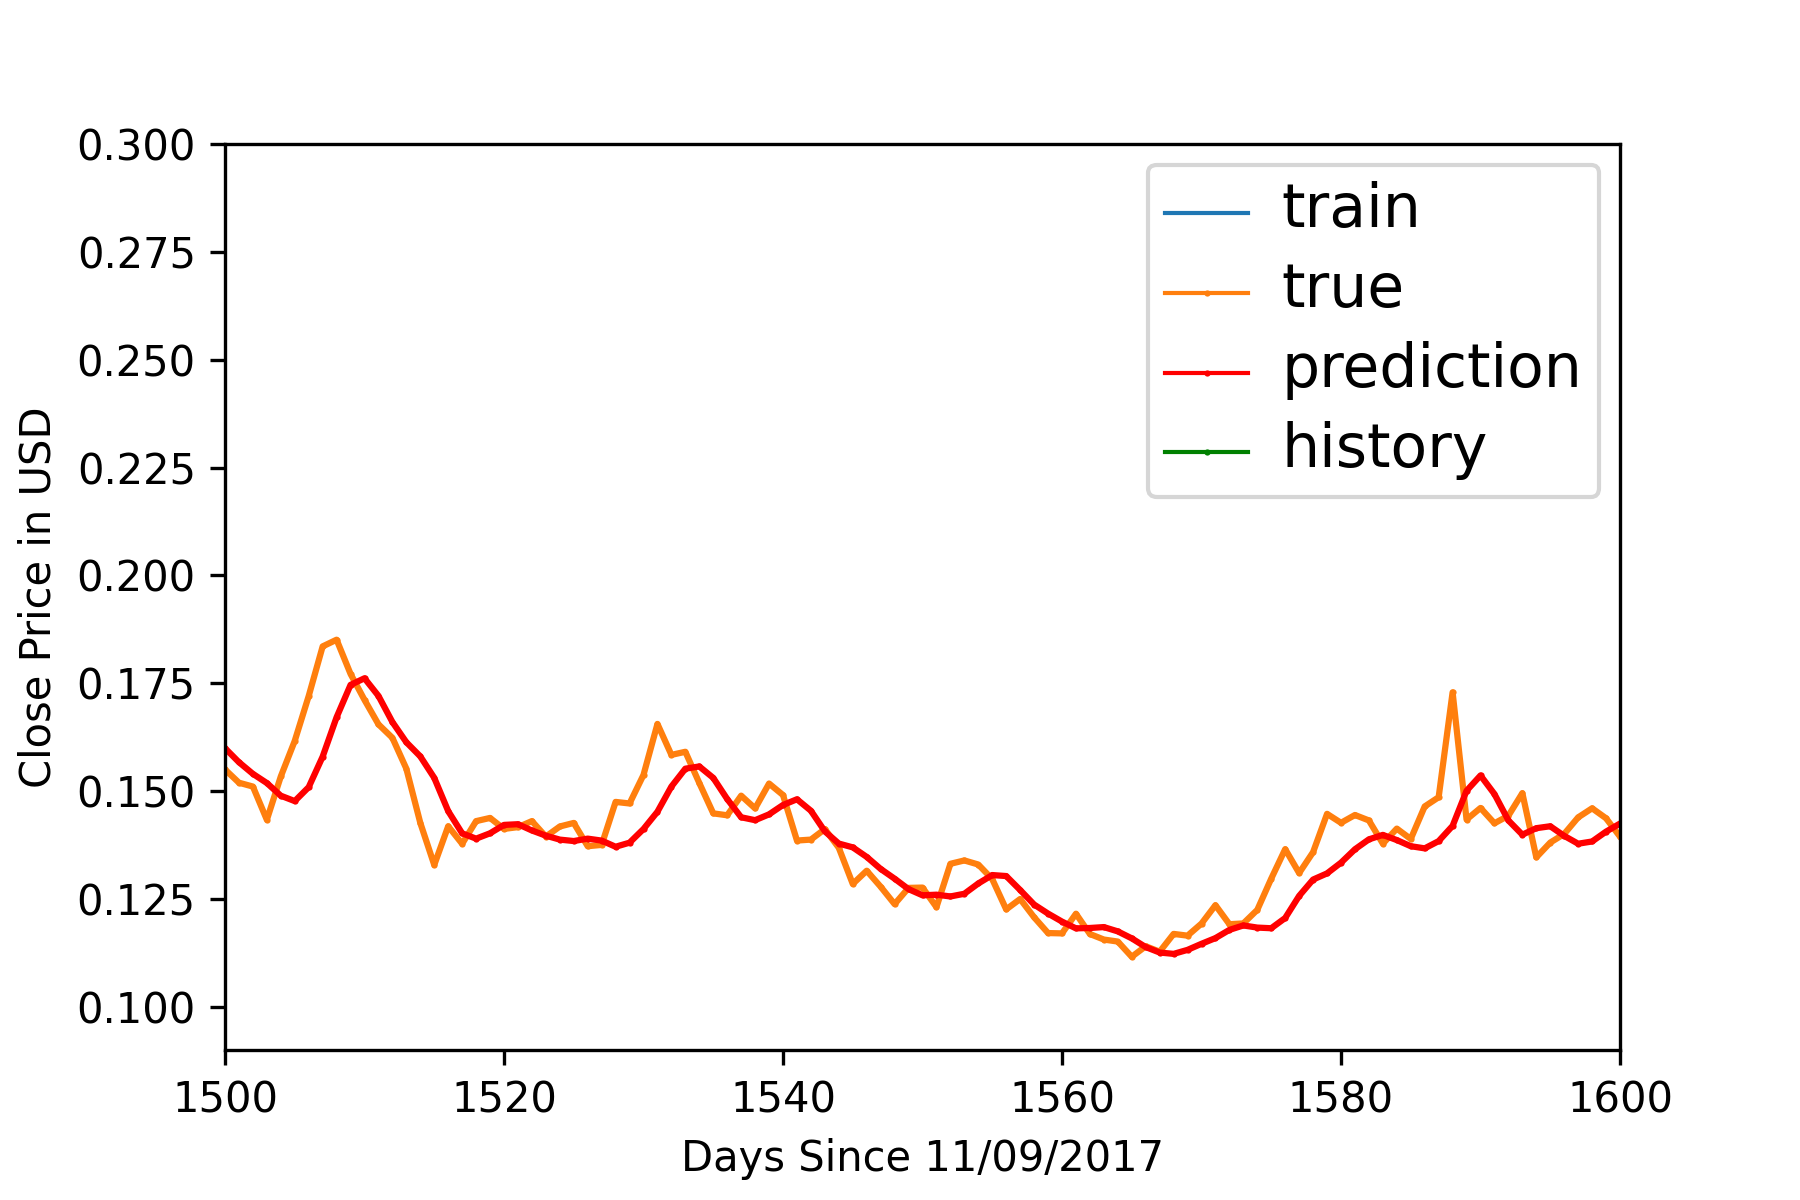 0.300
0.275
0.250
0.225
0.200
0.175
0.150
0.125
0.100
Close Price in USD
train
true
prediction
history
1500 1520 1540 1560 1580 1600
Days Since 11/09/2017